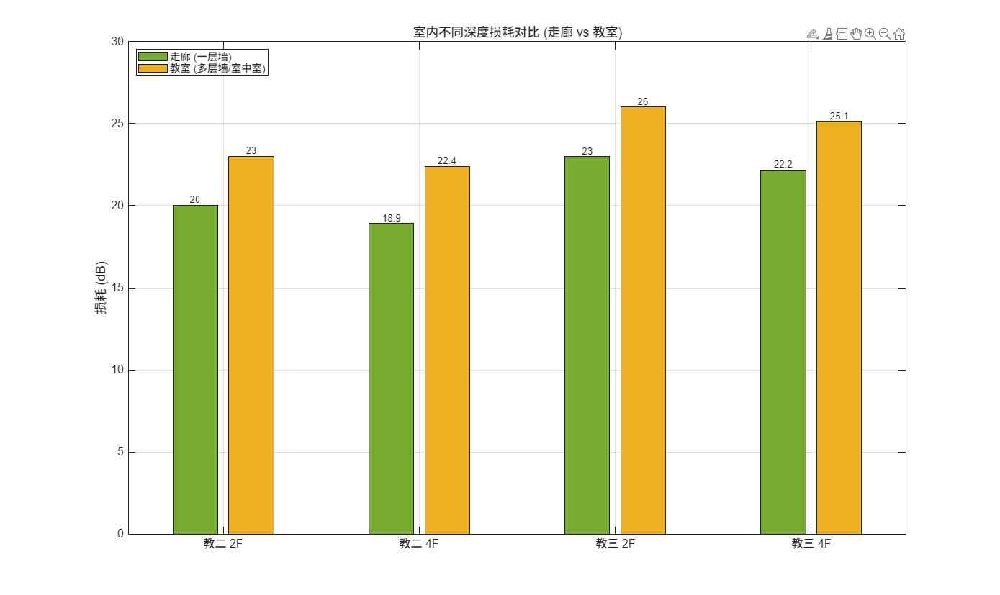 室内不同深度损耗对比 (走廊 vs 教室)
走廊 (一层墙)
教室 (多层墙/室中室)
30
25
20
15
10
5
0
损耗 (dB)
20
23
18.9
22.4
23
26
22.2
25.1
教二 2F
教二 4F
教三 2F
教三 4F